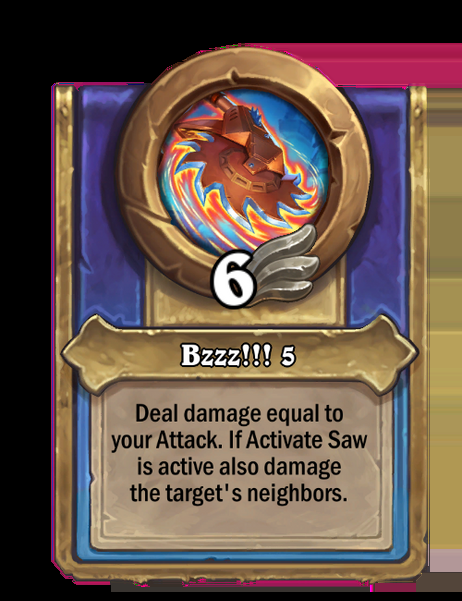 6
Bzzz!!! 5
Deal damage equal to
your Attack. If Activate Saw
is active also damage
the target's neighbors.